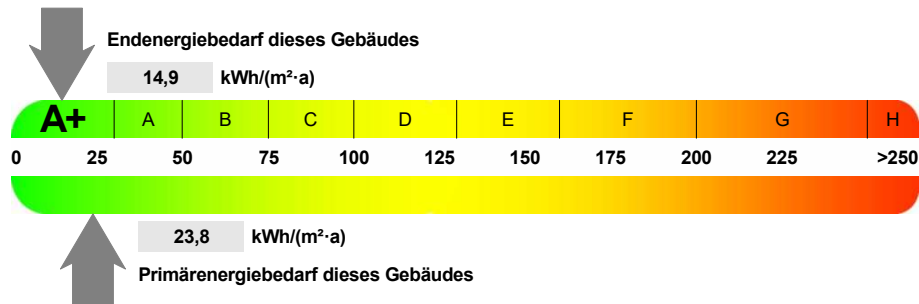 Endenergiebedarf dieses Gebäudes
14,9 kWh/(m²·a)
A+ A B C D E F G H
0 25 50 75 100 125 150 175 200 225 >250
23,8 kWh/(m²·a)
Primärenergiebedarf dieses Gebäudes